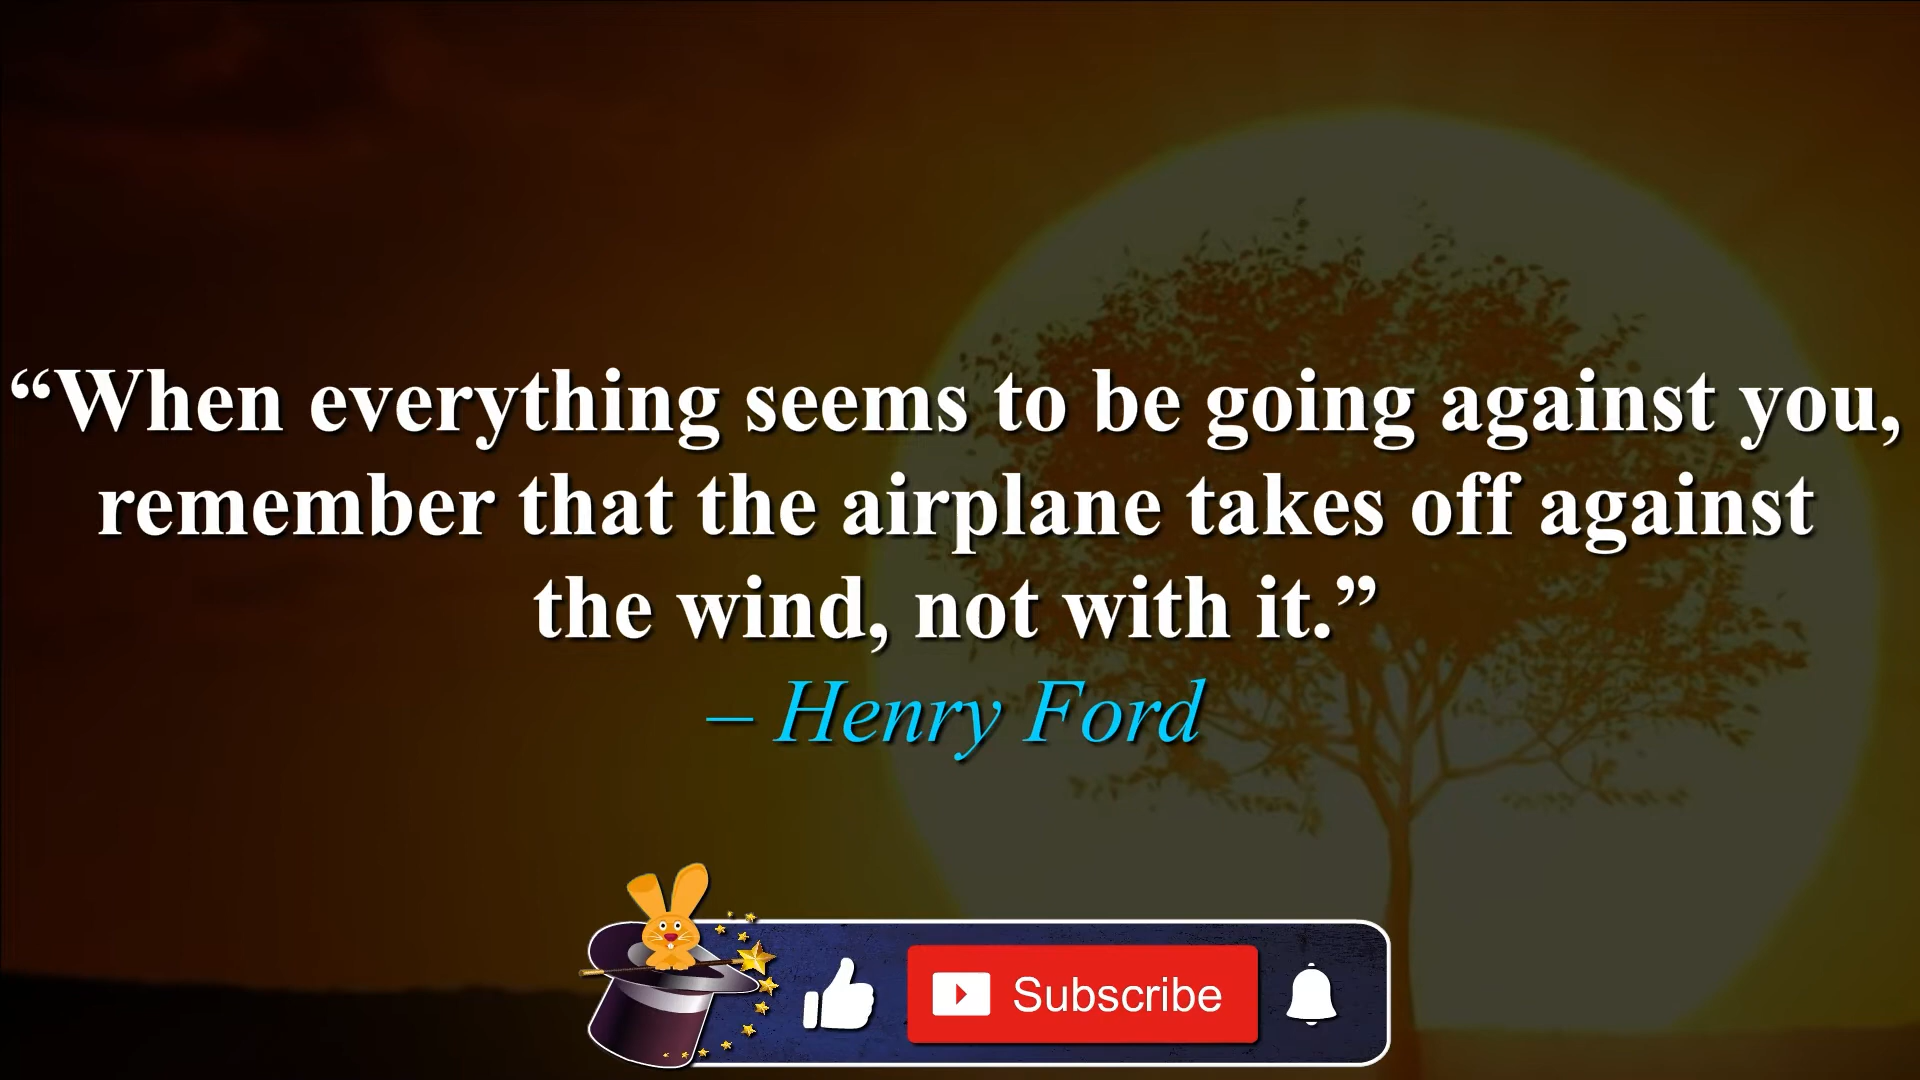 “When everything seems to be going against you,
remember that the airplane takes off against
the wind, not with it.”
– Henry Ford
Subscribe